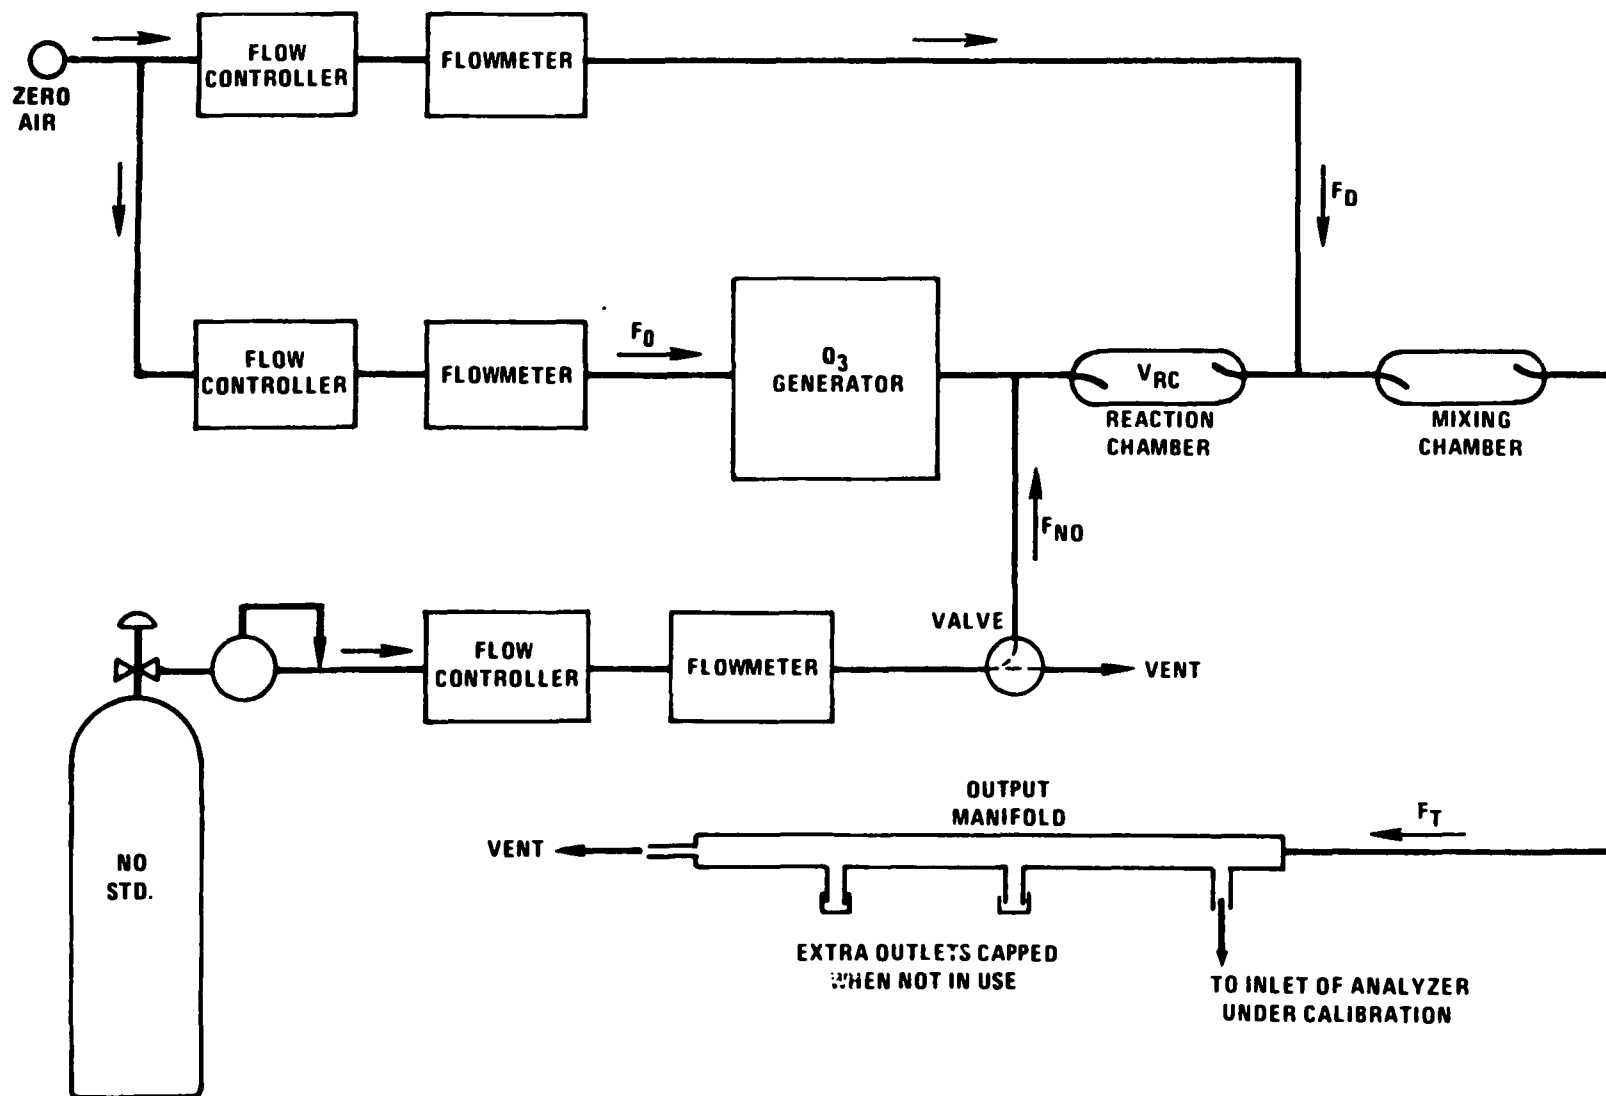 ZERO
AIR
FLOW
CONTROLLER
FLOWMETER
FD
FLOW
CONTROLLER
FLOWMETER
FO
O3
GENERATOR
VRC
REACTION
CHAMBER
MIXING
CHAMBER
FNO
VALVE
FLOW
CONTROLLER
FLOWMETER
VENT
NO
STD.
OUTPUT
MANIFOLD
FT
VENT
EXTRA OUTLETS CAPPED
WHEN NOT IN USE
TO INLET OF ANALYZER
UNDER CALIBRATION